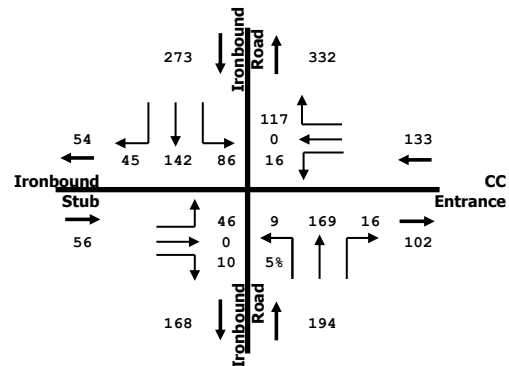 273
Ironbound
Road
332
117
54
0
133
45 142 86 16
Ironbound
Stub
CC
Entrance
46 9 169 16
56
0
102
10 5%
168
Ironbound
Road
194